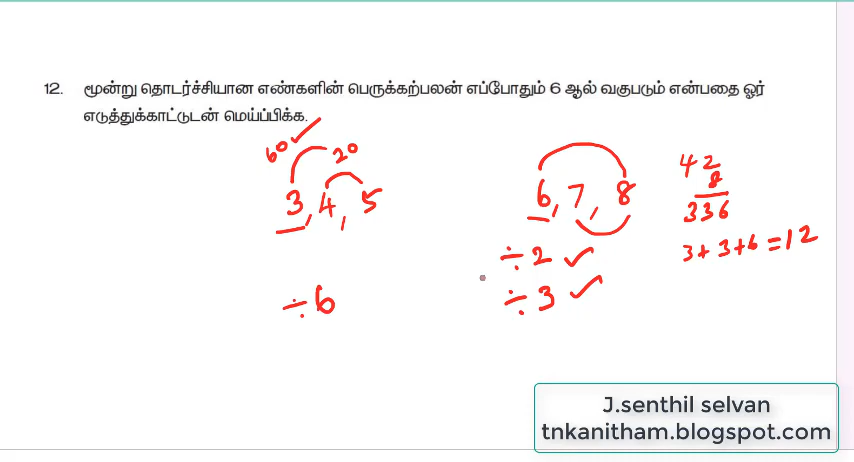 12. மூன்று தொடர்ச்சியான எண்களின் பெருக்கற்பலன் எப்போதும் 6 ஆல் வகுபடும் என்பதை ஓர்
எடுத்துக்காட்டுடன் மெய்ப்பிக்க.
60 ✓ 20
3, 4, 5
÷6
6, 7, 8
÷2 ✓
÷3 ✓
42
8
336
3+3+6=12
J.senthil selvan
tnkanitham.blogspot.com